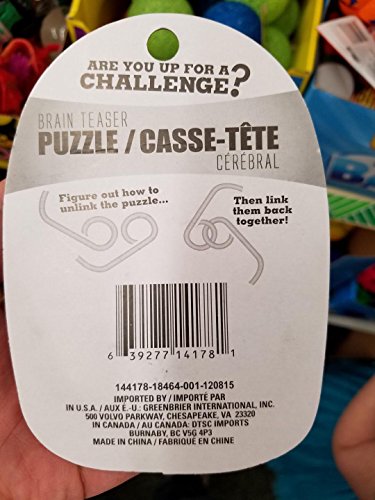 ARE YOU UP FOR A
CHALLENGE?
BRAIN TEASER
PUZZLE / CASSE-TÊTE
CÉRÉBRAL
Figure out how to
unlink the puzzle...
Then link
them back
together!
6 39277 14178 1
144178-18464-001-120815
IMPORTED BY / IMPORTÉ PAR
IN U.S.A. / AUX É.-U.: GREENBRIER INTERNATIONAL, INC.
500 VOLVO PARKWAY, CHESAPEAKE, VA 23320
IN CANADA / AU CANADA: DTSC IMPORTS
BURNABY, BC V5G 4P3
MADE IN CHINA / FABRIQUÉ EN CHINE